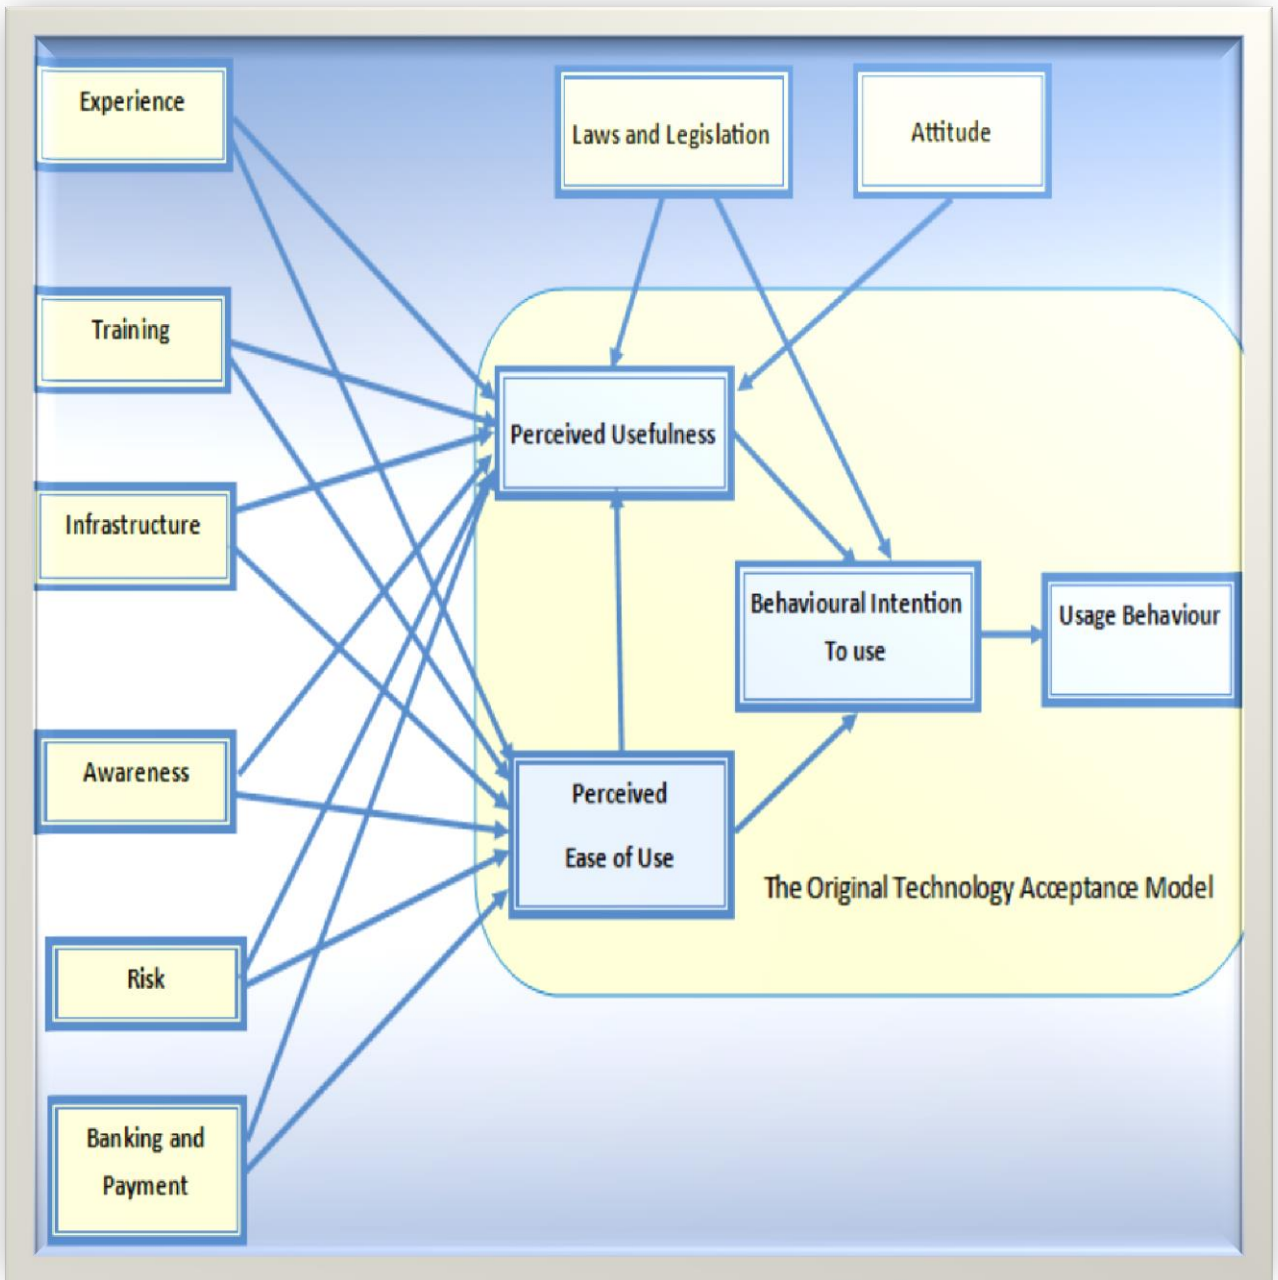 Experience
Laws and Legislation
Attitude
Training
Perceived Usefulness
Infrastructure
Behavioural Intention
To use
Usage Behaviour
Awareness
Perceived
Ease of Use
The Original Technology Acceptance Model
Risk
Banking and
Payment